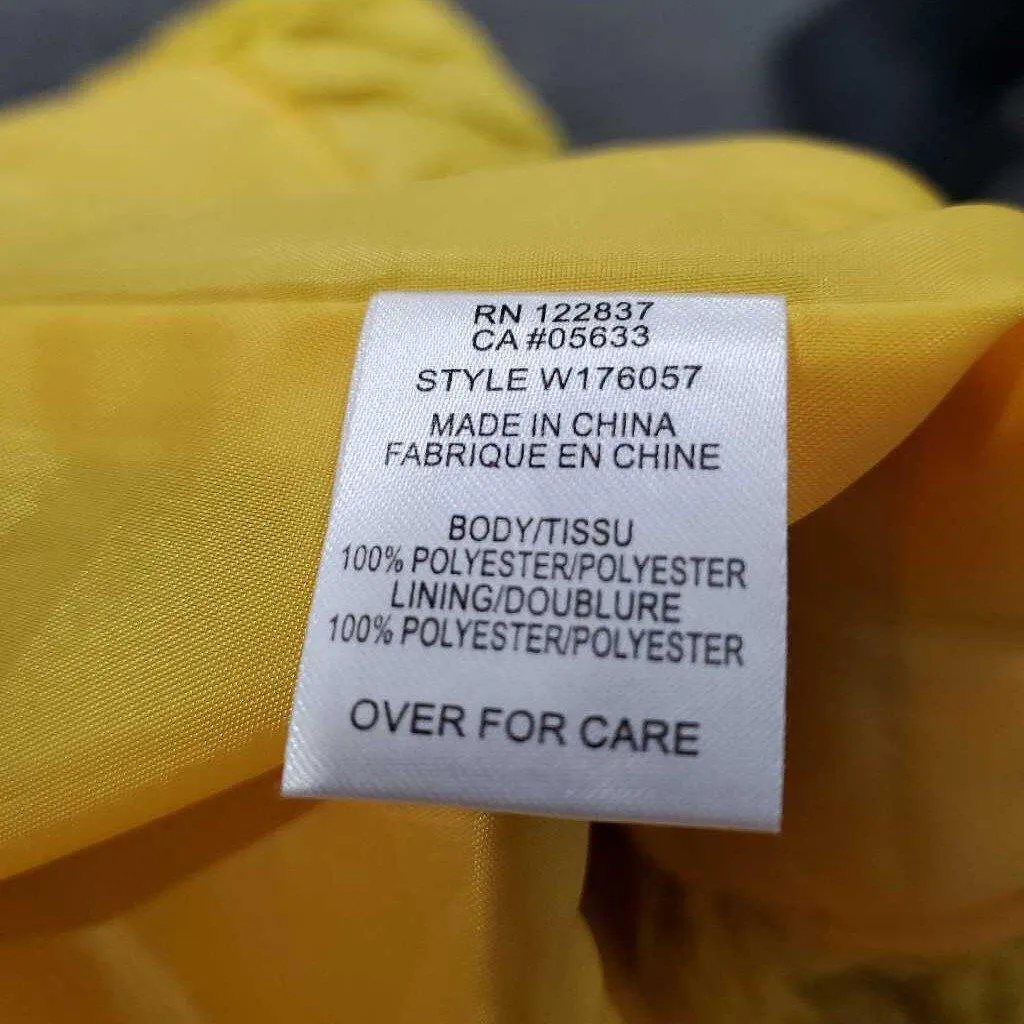 RN 122837
CA #05633
STYLE W176057
MADE IN CHINA
FABRIQUE EN CHINE
BODY/TISSU
100% POLYESTER/POLYESTER
LINING/DOUBLURE
100% POLYESTER/POLYESTER
OVER FOR CARE